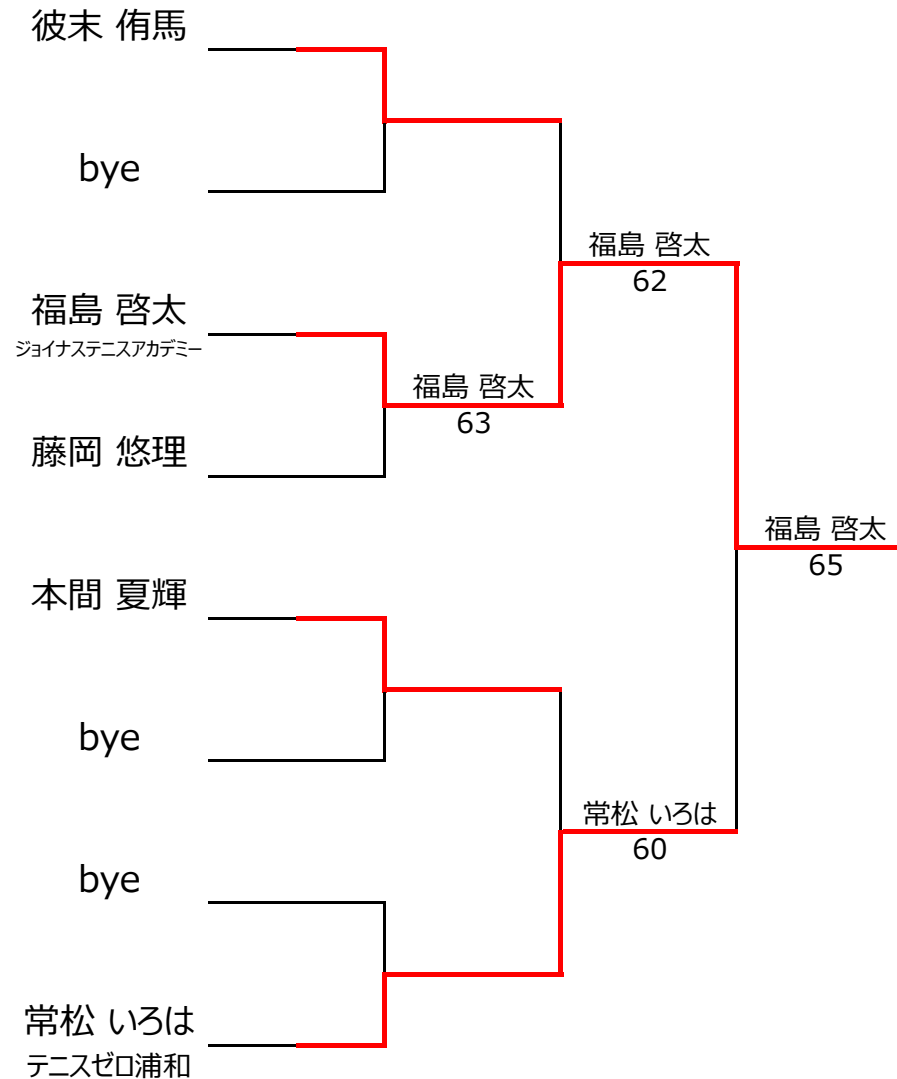 彼末 侑馬
bye
福島 啓太
62
福島 啓太
ジョイナステニスアカデミー
福島 啓太
63
藤岡 悠理
福島 啓太
65
本間 夏輝
bye
常松 いろは
60
bye
常松 いろは
テニスゼロ浦和